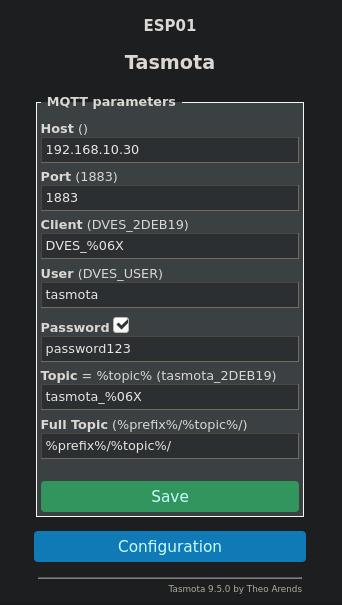 ESP01
Tasmota
MQTT parameters
Host ()
192.168.10.30
Port (1883)
1883
Client (DVES_2DEB19)
DVES_%06X
User (DVES_USER)
tasmota
Password
password123
Topic = %topic% (tasmota_2DEB19)
tasmota_%06X
Full Topic (%prefix%/%topic%/)
%prefix%/%topic%/
Save
Configuration
Tasmota 9.5.0 by Theo Arends